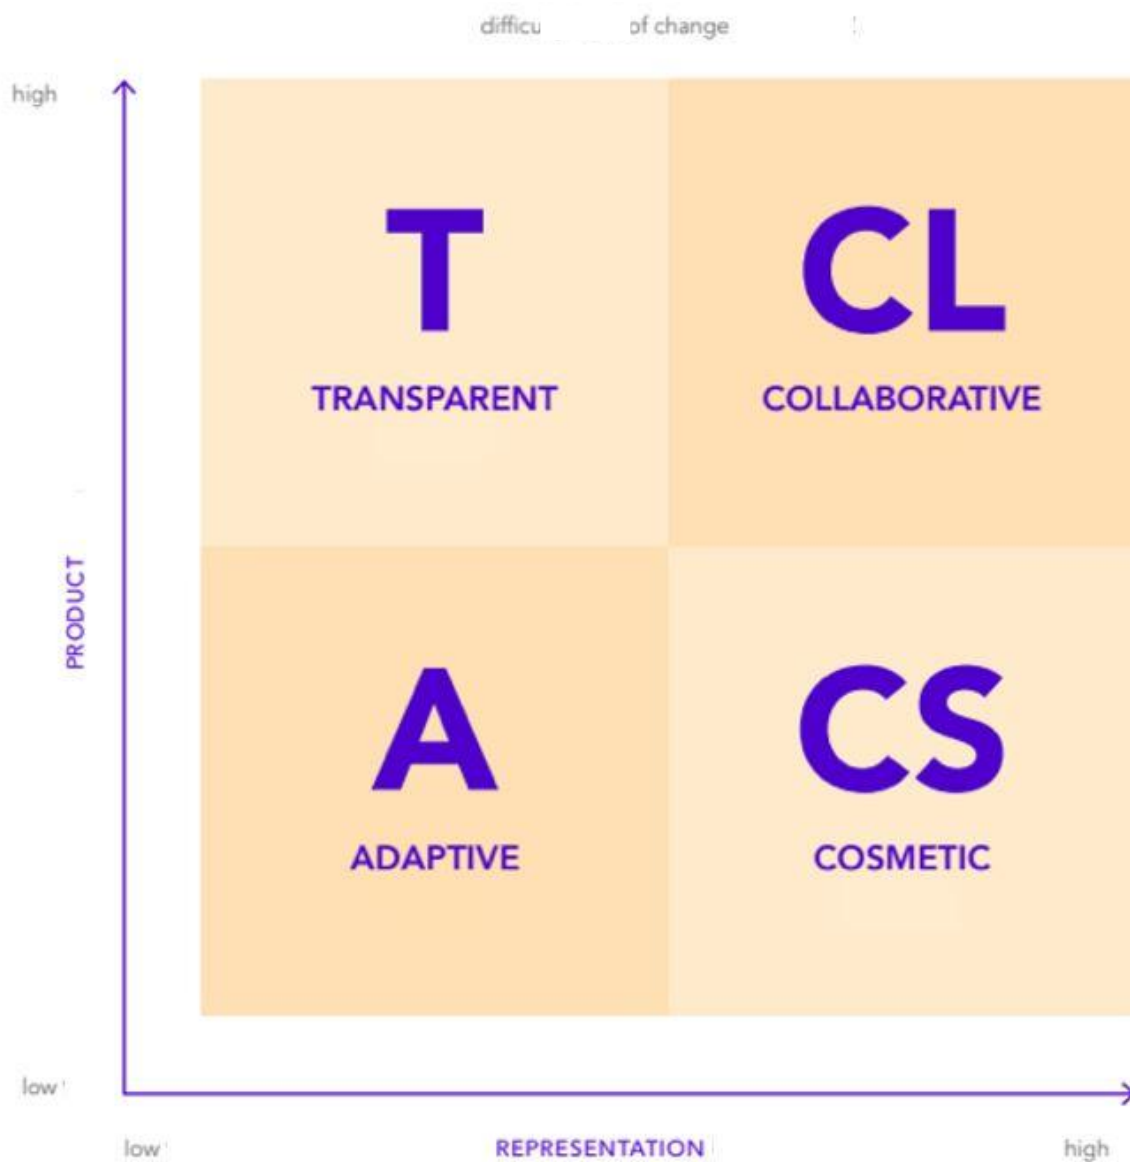 of change
high
T
CL
TRANSPARENT
COLLABORATIVE
PRODUCT
A
CS
ADAPTIVE
COSMETIC
low
low
REPRESENTATION
high